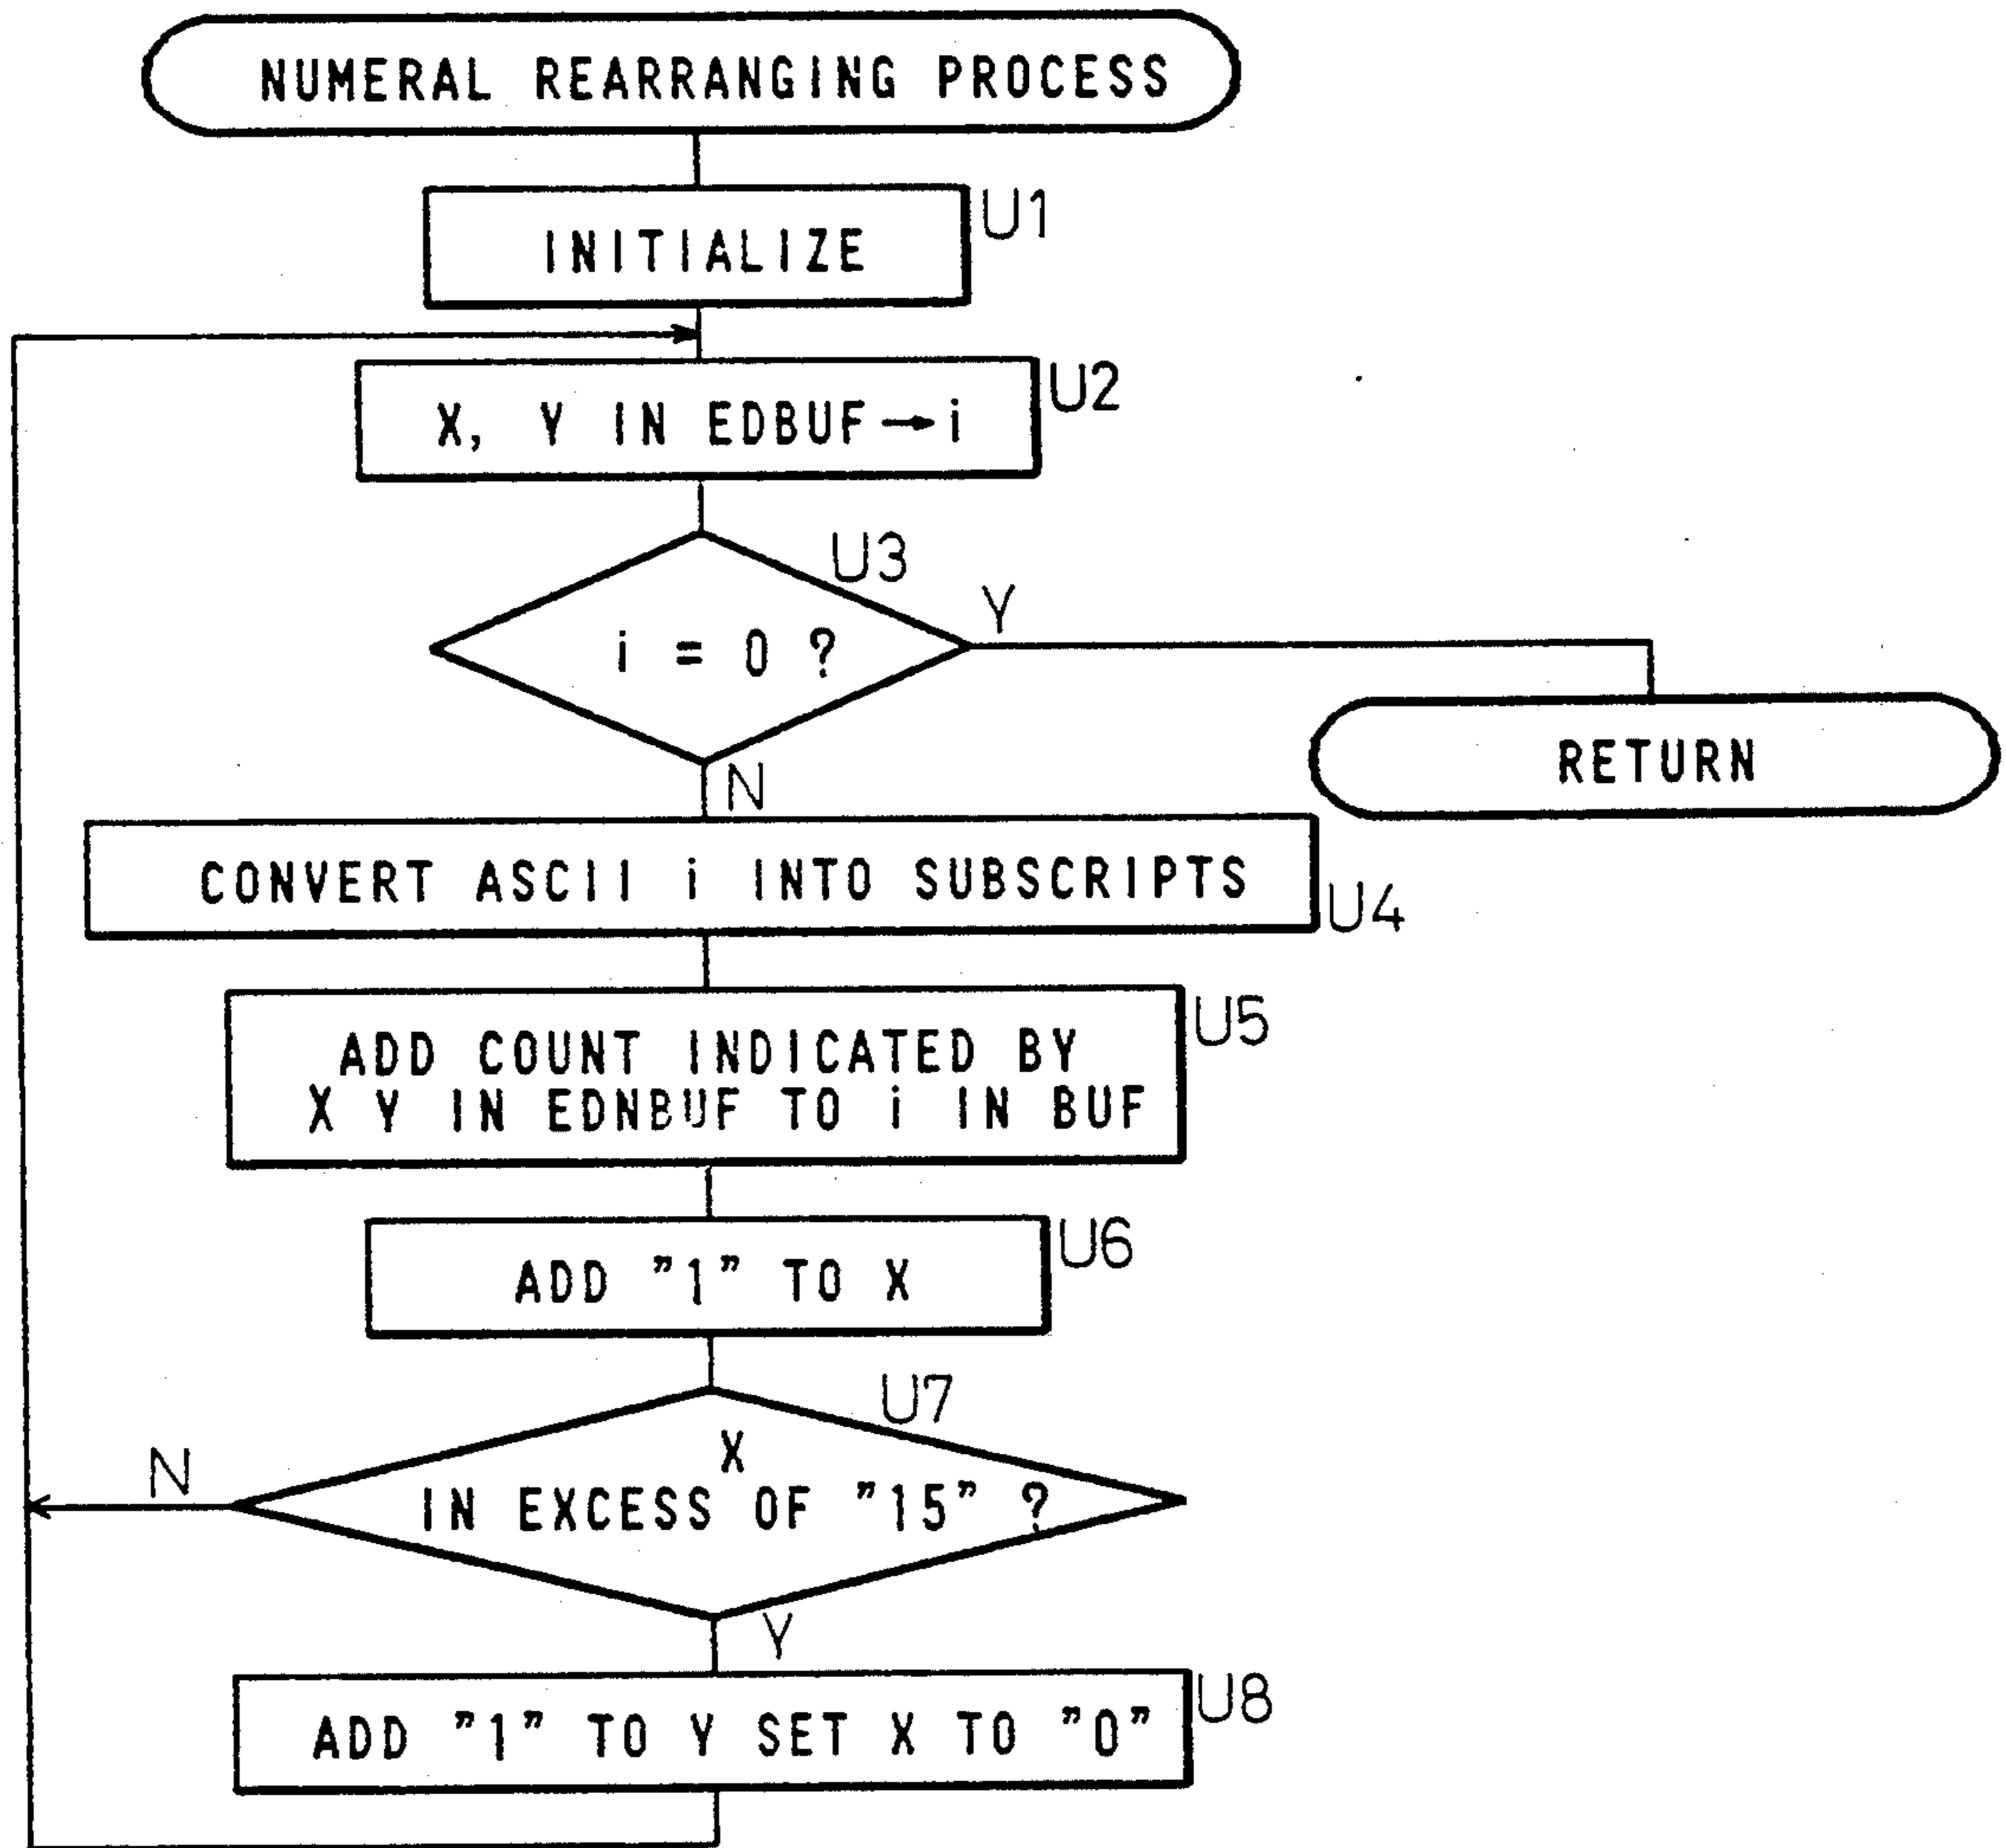 NUMERAL REARRANGING PROCESS
INITIALIZE
U1
X, Y IN EDBUF→i
U2
U3
i = 0 ?
Y
N
RETURN
CONVERT ASCII i INTO SUBSCRIPTS
U4
ADD COUNT INDICATED BY
X Y IN EDNBUF TO i IN BUF
U5
ADD "1" TO X
U6
U7
X
IN EXCESS OF "15" ?
N
Y
ADD "1" TO Y SET X TO "0"
U8